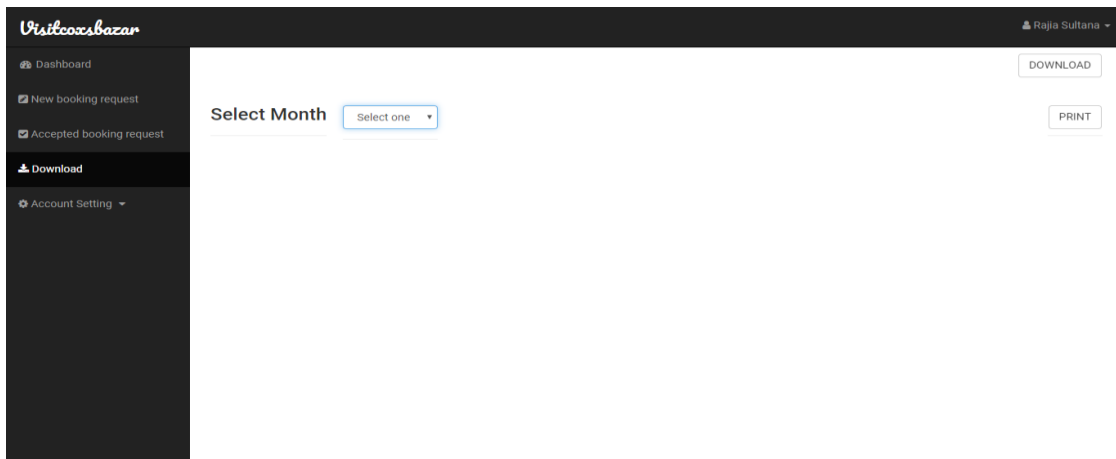 Visitcoxsbazar
Rajia Sultana
Dashboard
New booking request
Accepted booking request
Download
Account Setting
DOWNLOAD
Select Month
Select one
PRINT